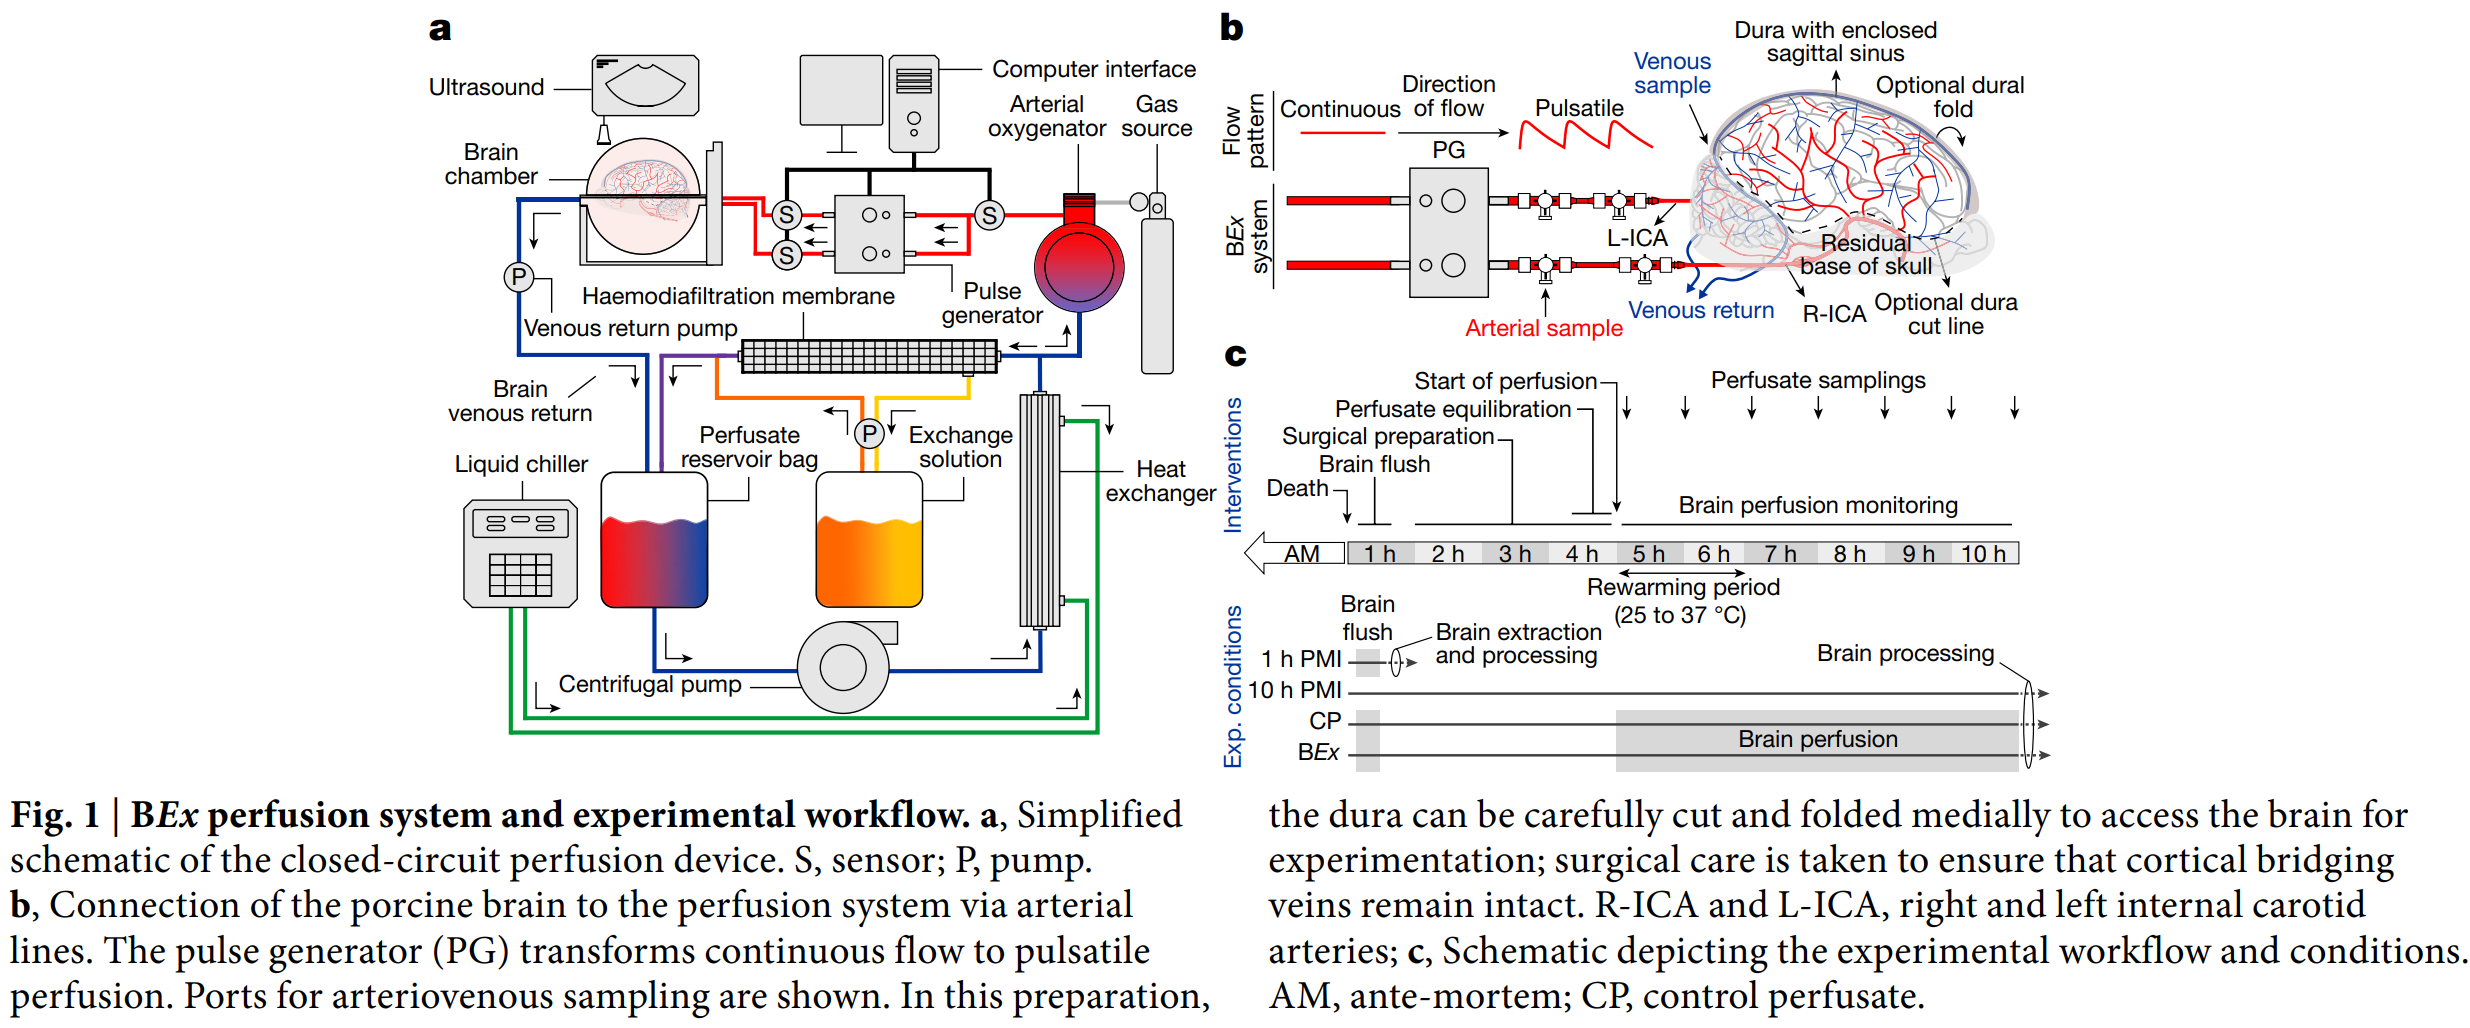 a
Ultrasound
Computer interface
Arterial
oxygenator
Gas
source
Brain
chamber
S
S
S
P
Haemodiafiltration membrane
Pulse
generator
Venous return pump
Brain
venous return
P
Perfusate
reservoir bag
Exchange
solution
Liquid chiller
Heat
exchanger
Centrifugal pump
b
Dura with enclosed
sagittal sinus
Venous
sample
Optional dural
fold
Flow
pattern
Continuous
Direction
of flow
Pulsatile
PG
BEx
system
L-ICA
Residual
base of skull
Venous return
R-ICA
Optional dura
cut line
Arterial sample
c
Interventions
Start of perfusion
Perfusate samplings
Perfusate equilibration
Surgical preparation
Brain flush
Death
Brain perfusion monitoring
AM
1 h
2 h
3 h
4 h
5 h
6 h
7 h
8 h
9 h
10 h
Rewarming period
(25 to 37 °C)
Exp. conditions
Brain
flush
Brain extraction
and processing
Brain processing
1 h PMI
10 h PMI
CP
BEx
Brain perfusion
Fig. 1 | BEx perfusion system and experimental workflow. a, Simplified
schematic of the closed-circuit perfusion device. S, sensor; P, pump.
b, Connection of the porcine brain to the perfusion system via arterial
lines. The pulse generator (PG) transforms continuous flow to pulsatile
perfusion. Ports for arteriovenous sampling are shown. In this preparation,
the dura can be carefully cut and folded medially to access the brain for
experimentation; surgical care is taken to ensure that cortical bridging
veins remain intact. R-ICA and L-ICA, right and left internal carotid
arteries; c, Schematic depicting the experimental workflow and conditions.
AM, ante-mortem; CP, control perfusate.